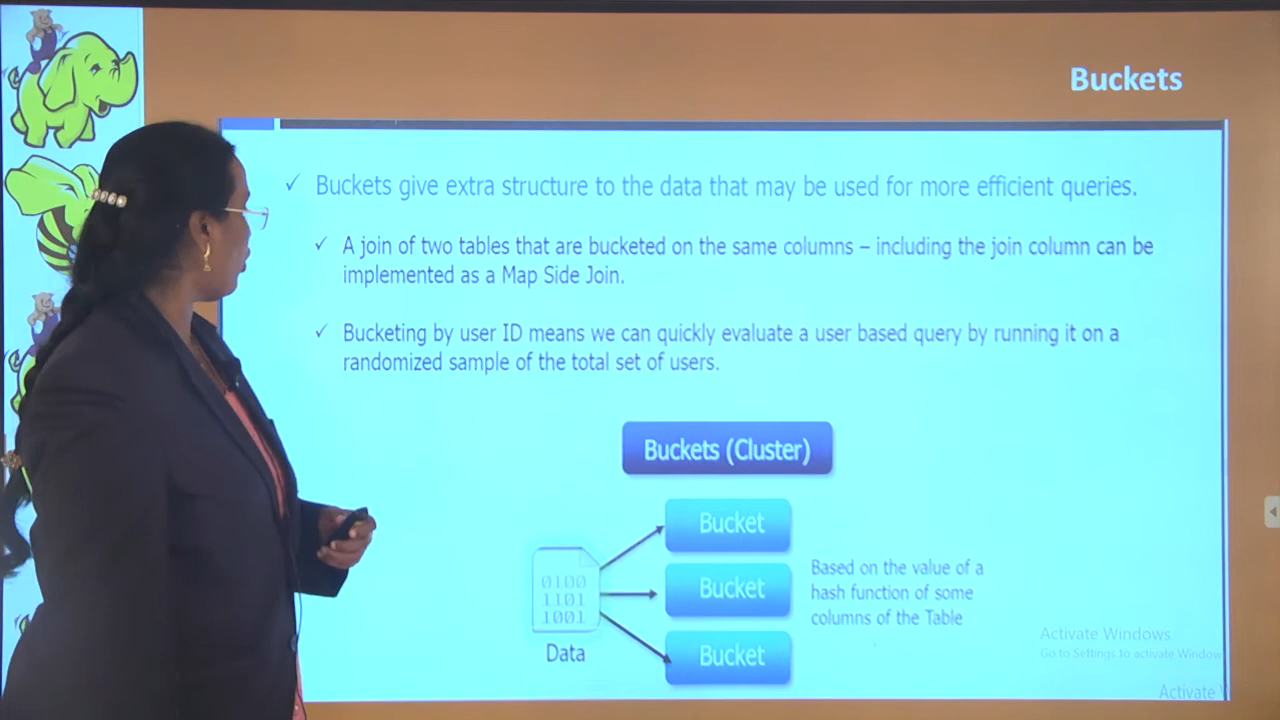 Buckets
✓ Buckets give extra structure to the data that may be used for more efficient queries.
✓ A join of two tables that are bucketed on the same columns – including the join column can be
implemented as a Map Side Join.
✓ Bucketing by user ID means we can quickly evaluate a user based query by running it on a
randomized sample of the total set of users.
Buckets (Cluster)
Bucket
Bucket
Bucket
0100
1101
1001
Data
Based on the value of a
hash function of some
columns of the Table
Activate Windows
Go to Settings to activate Window
Activate